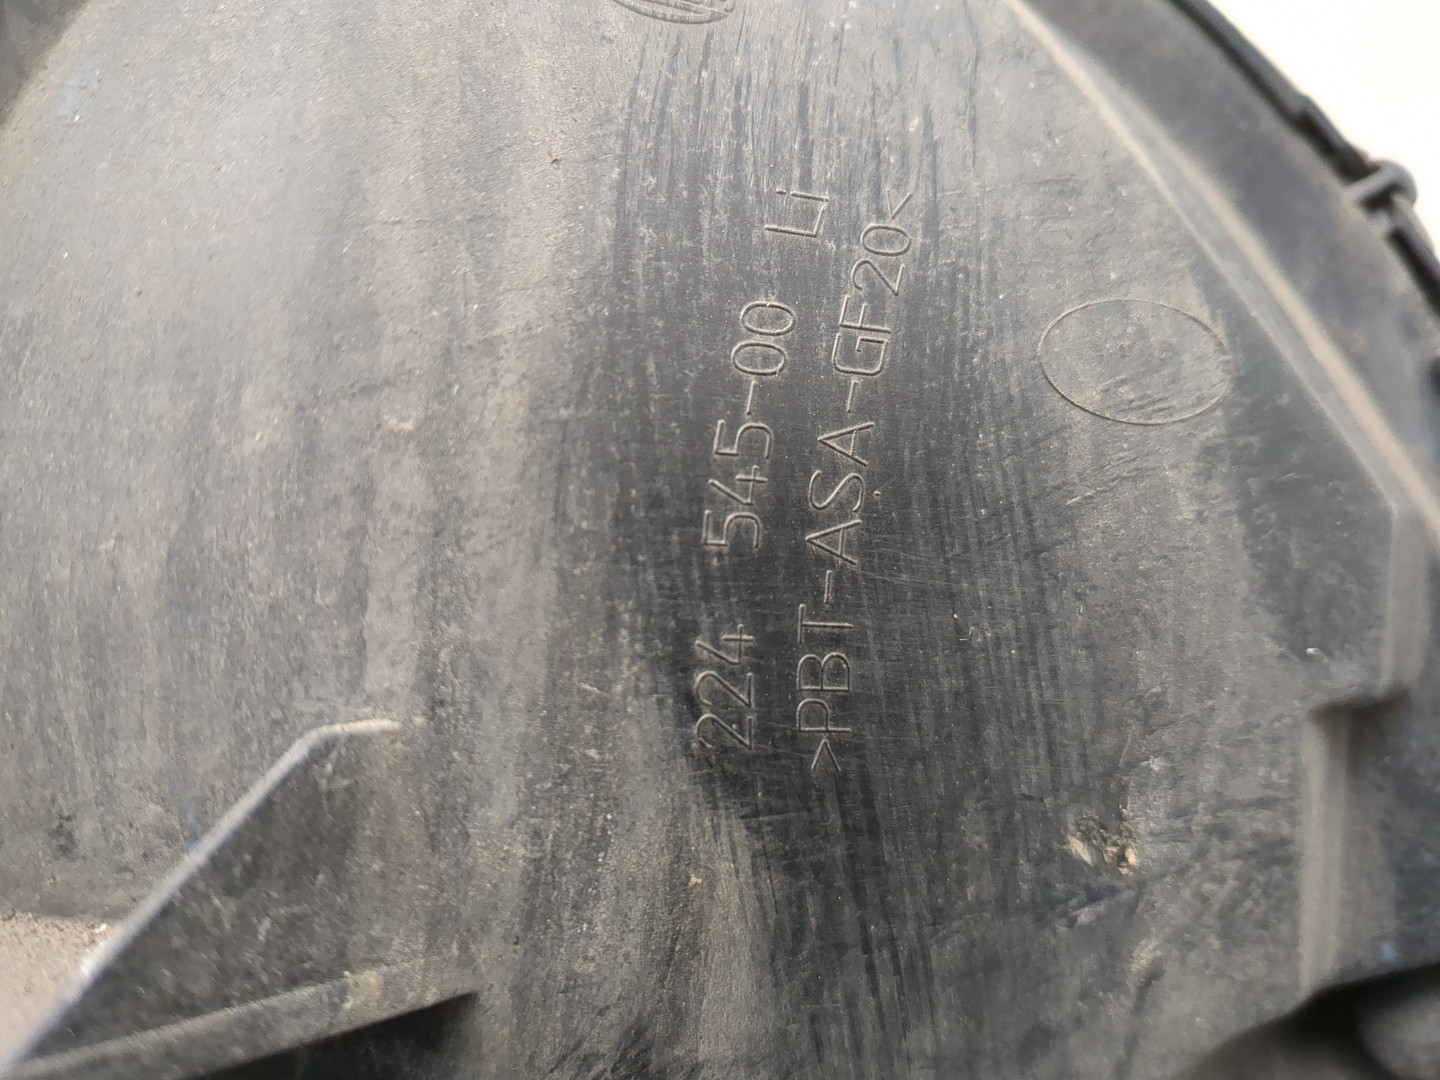 224 545-00 Li
>PBT-ASA-GF20<